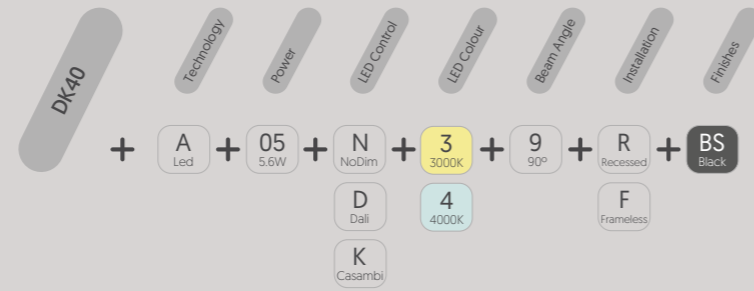 DK40
Technology
Power
LED Control
LED Colour
Beam Angle
Installation
Finishes
+ A + 05 + N + 3 + 9 + R + BS
Led 5.6W NoDim 3000K 90º Recessed Black
D 4 F
Dali 4000K Frameless
K
Casambi